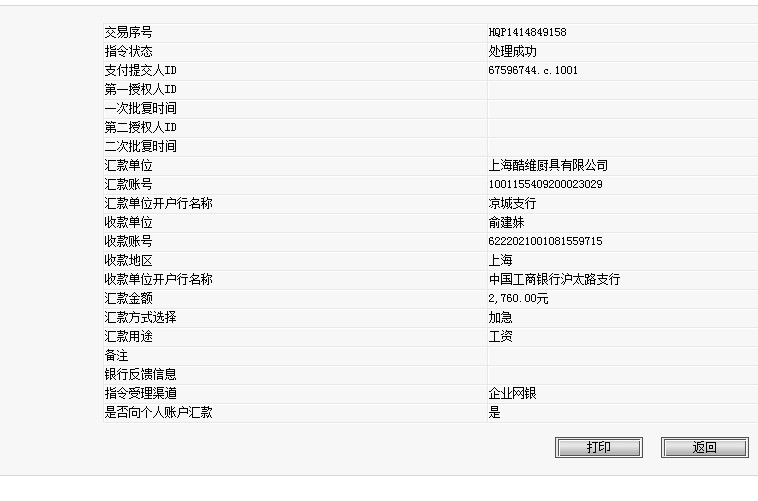 交易序号 HQP1414849158
指令状态 处理成功
支付提交人ID 67596744.c.1001
第一授权人ID
一次批复时间
第二授权人ID
二次批复时间
汇款单位 上海酷维厨具有限公司
汇款账号 1001155409200023029
汇款单位开户行名称 凉城支行
收款单位 俞建妹
收款账号 6222021001081559715
收款地区 上海
收款单位开户行名称 中国工商银行沪太路支行
汇款金额 2,760.00元
汇款方式选择 加急
汇款用途 工资
备注
银行反馈信息
指令受理渠道 企业网银
是否向个人账户汇款 是
打印 返回